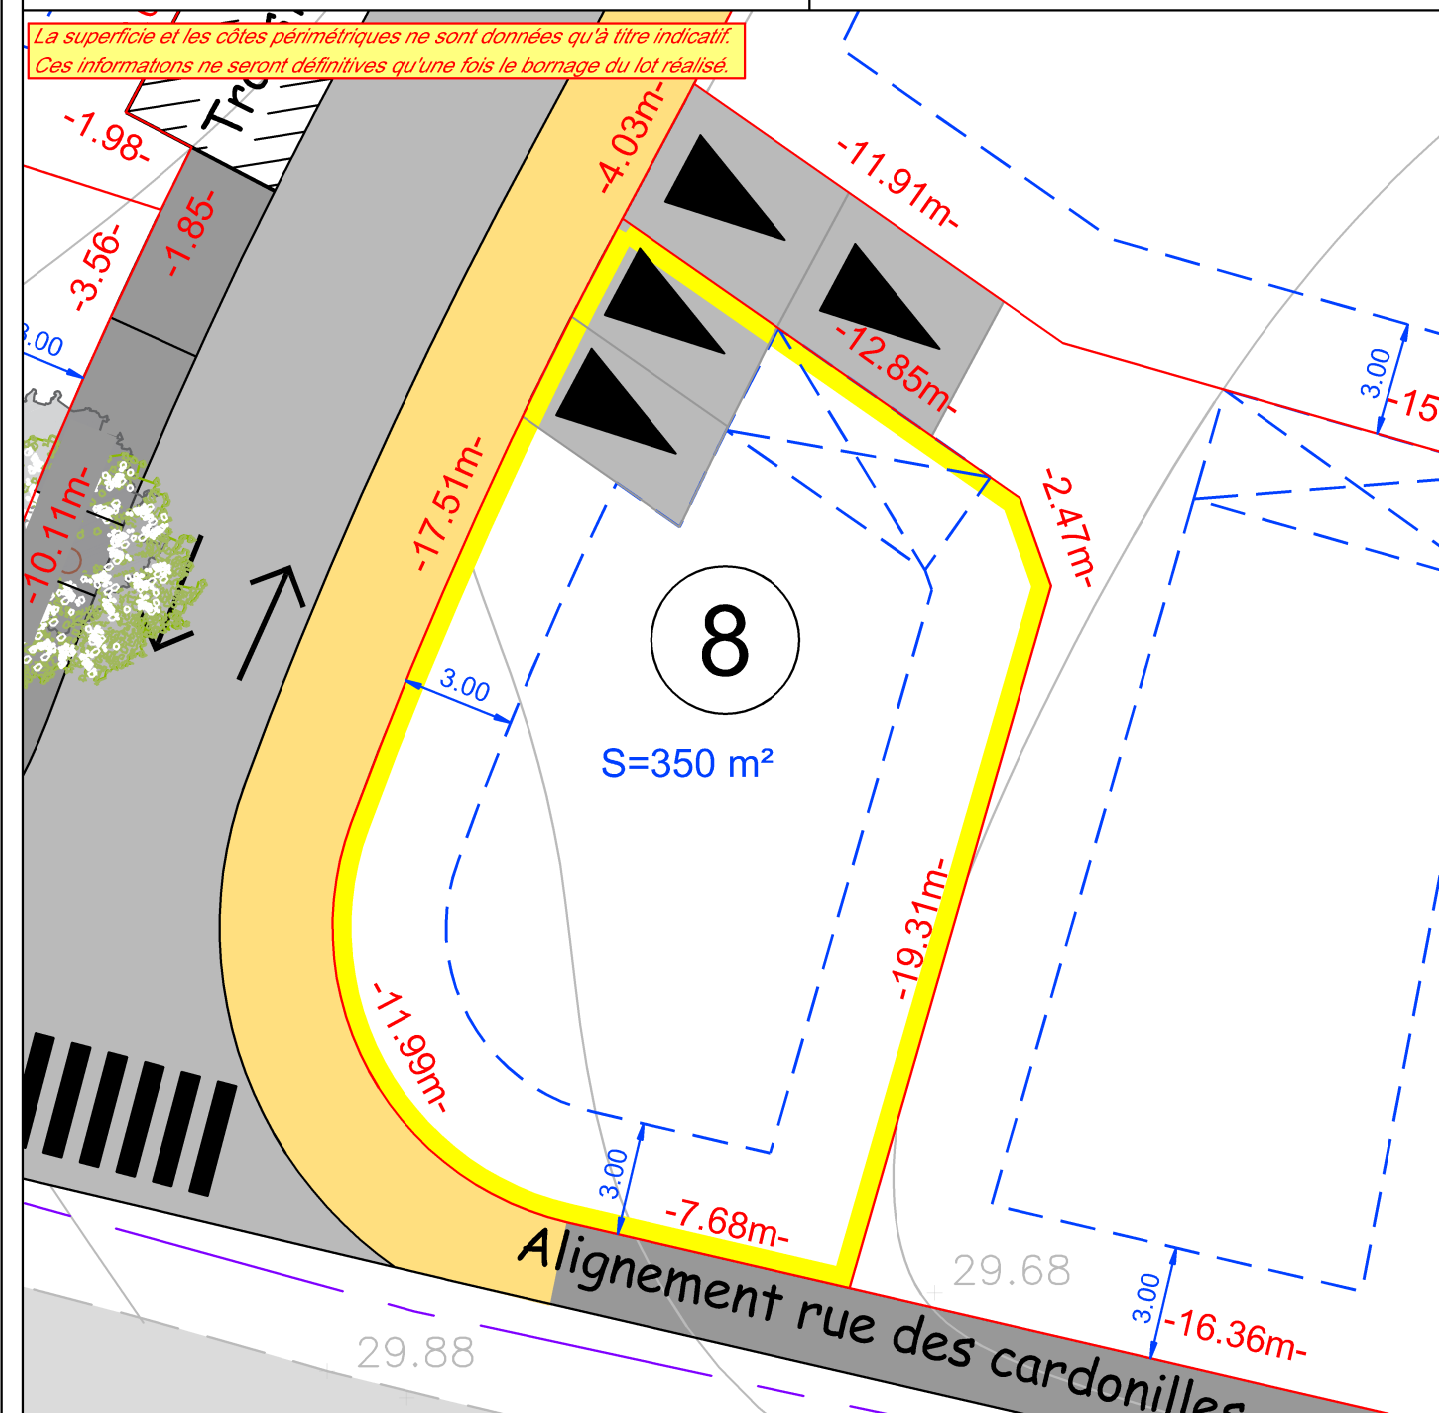 La superficie et les côtes périmétriques ne sont données qu'à titre indicatif.
Ces informations ne seront définitives qu'une fois le bornage du lot réalisé.
-1.98-
-4.03m-
-11.91m-
-1.85-
-3.56-
3.00
-12.85m-
3.00
-15
-17.51m-
-2.47m-
-10.11m-
8
3.00
S=350 m²
-19.31m-
-11.99m-
3.00
-7.68m-
Alignement rue des cardonilles
29.68
3.00
-16.36m-
29.88